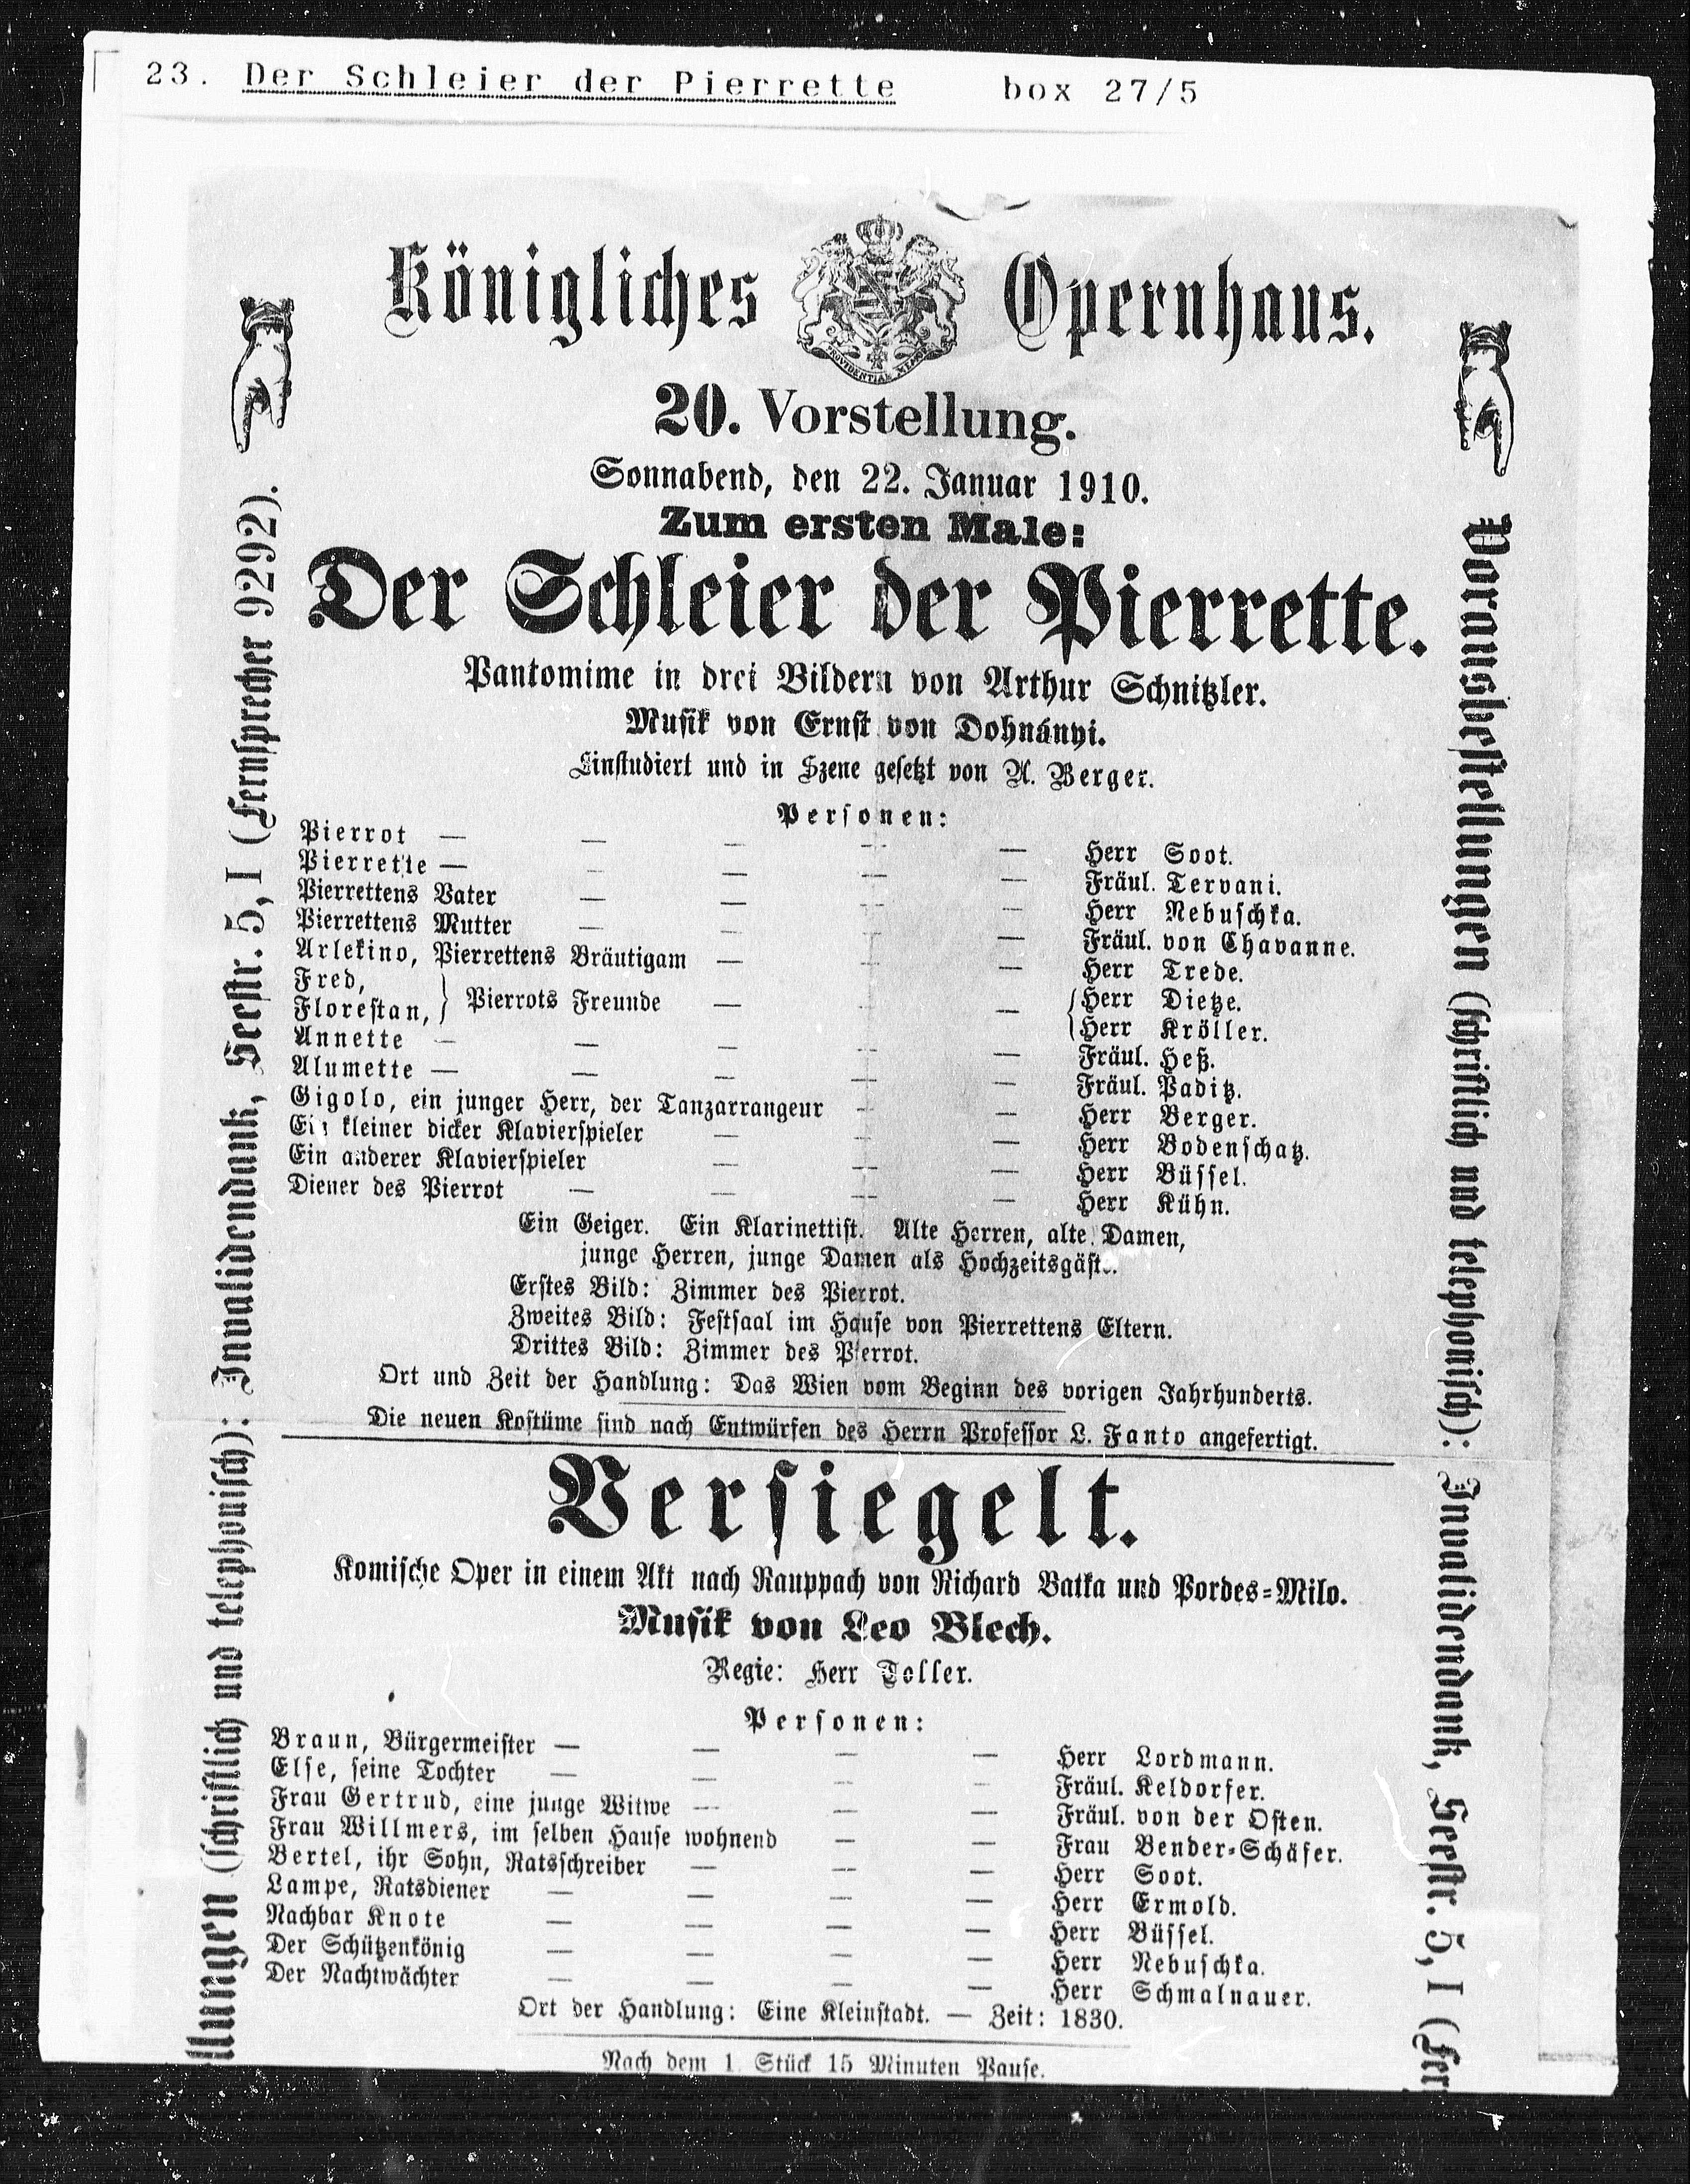 23. Der Schleier der Pierrette box 27/5
Königliches Opernhaus.
PROVIDENTIAE MEMOR
20. Vorstellung.
Sonnabend, den 22. Januar 1910.
Zum ersten Male:
Der Schleier der Pierrette.
Pantomime in drei Bildern von Arthur Schnitzler.
Musik von Ernst von Dohnányi.
Einstudiert und in Szene gesetzt von A. Berger.
Personen:
Pierrot — — — — — Herr Soot.
Pierrette — — — — — Fräul. Tervani.
Pierrettens Vater — — — — Herr Nebuschka.
Pierrettens Mutter — — — — Fräul. von Chavanne.
Arlekino, Pierrettens Bräutigam — — — Herr Trede.
Fred, } Pierrots Freunde — — { Herr Dietze.
Florestan, } { Herr Kröller.
Annette — — — — — Fräul. Heß.
Alumette — — — — — Fräul. Paditz.
Gigolo, ein junger Herr, der Tanzarrangeur — — Herr Berger.
Ein kleiner dicker Klavierspieler — — — Herr Bodenschatz.
Ein anderer Klavierspieler — — — Herr Büssel.
Diener des Pierrot — — — — Herr Kühn.
Ein Geiger. Ein Klarinettist. Alte Herren, alte Damen,
junge Herren, junge Damen als Hochzeitsgäste.
Erstes Bild: Zimmer des Pierrot.
Zweites Bild: Festsaal im Hause von Pierrettens Eltern.
Drittes Bild: Zimmer des Pierrot.
Ort und Zeit der Handlung: Das Wien vom Beginn des vorigen Jahrhunderts.
Die neuen Kostüme sind nach Entwürfen des Herrn Professor L. Fanto angefertigt.
Versiegelt.
Komische Oper in einem Akt nach Rauppach von Richard Batka und Pordes-Milo.
Musik von Leo Blech.
Regie: Herr Toller.
Personen:
Braun, Bürgermeister — — — — Herr Lordmann.
Else, seine Tochter — — — — Fräul. Keldorfer.
Frau Gertrud, eine junge Witwe — — — Fräul. von der Osten.
Frau Willmers, im selben Hause wohnend — — Frau Bender-Schäfer.
Bertel, ihr Sohn, Ratsschreiber — — — Herr Soot.
Lampe, Ratsdiener — — — — Herr Ermold.
Nachbar Knote — — — — Herr Büssel.
Der Schützenkönig — — — — Herr Nebuschka.
Der Nachtwächter — — — — Herr Schmalnauer.
Ort der Handlung: Eine Kleinstadt. — Zeit: 1830.
Nach dem 1. Stück 15 Minuten Pause.
llungen (schriftlich und telephonisch): Invalidendank, Seestr. 5, I (Fernsprecher 9292).
Vorausbestellungen (schriftlich und telephonisch): Invalidendank, Seestr. 5, I (Fer